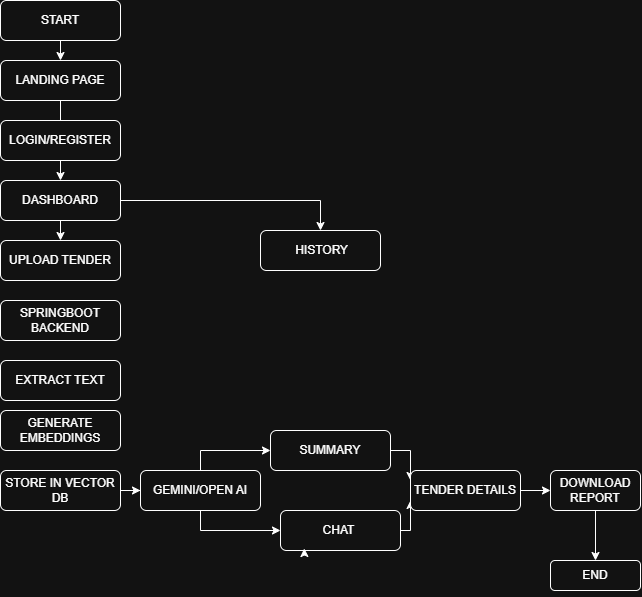 START
LANDING PAGE
LOGIN/REGISTER
DASHBOARD
UPLOAD TENDER
HISTORY
SPRINGBOOT
BACKEND
EXTRACT TEXT
GENERATE
EMBEDDINGS
STORE IN VECTOR
DB
GEMINI/OPEN AI
SUMMARY
CHAT
TENDER DETAILS
DOWNLOAD
REPORT
END